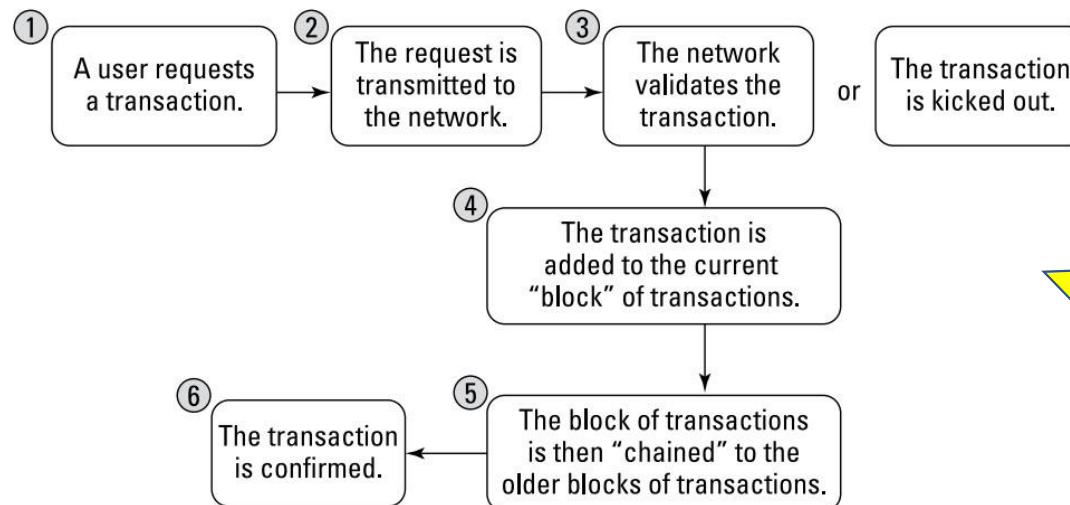 1
A user requests
a transaction.
2
The request is
transmitted to
the network.
3
The network
validates the
transaction.
or
The transaction
is kicked out.
4
The transaction is
added to the current
“block” of transactions.
5
The block of transactions
is then “chained” to the
older blocks of transactions.
6
The transaction
is confirmed.